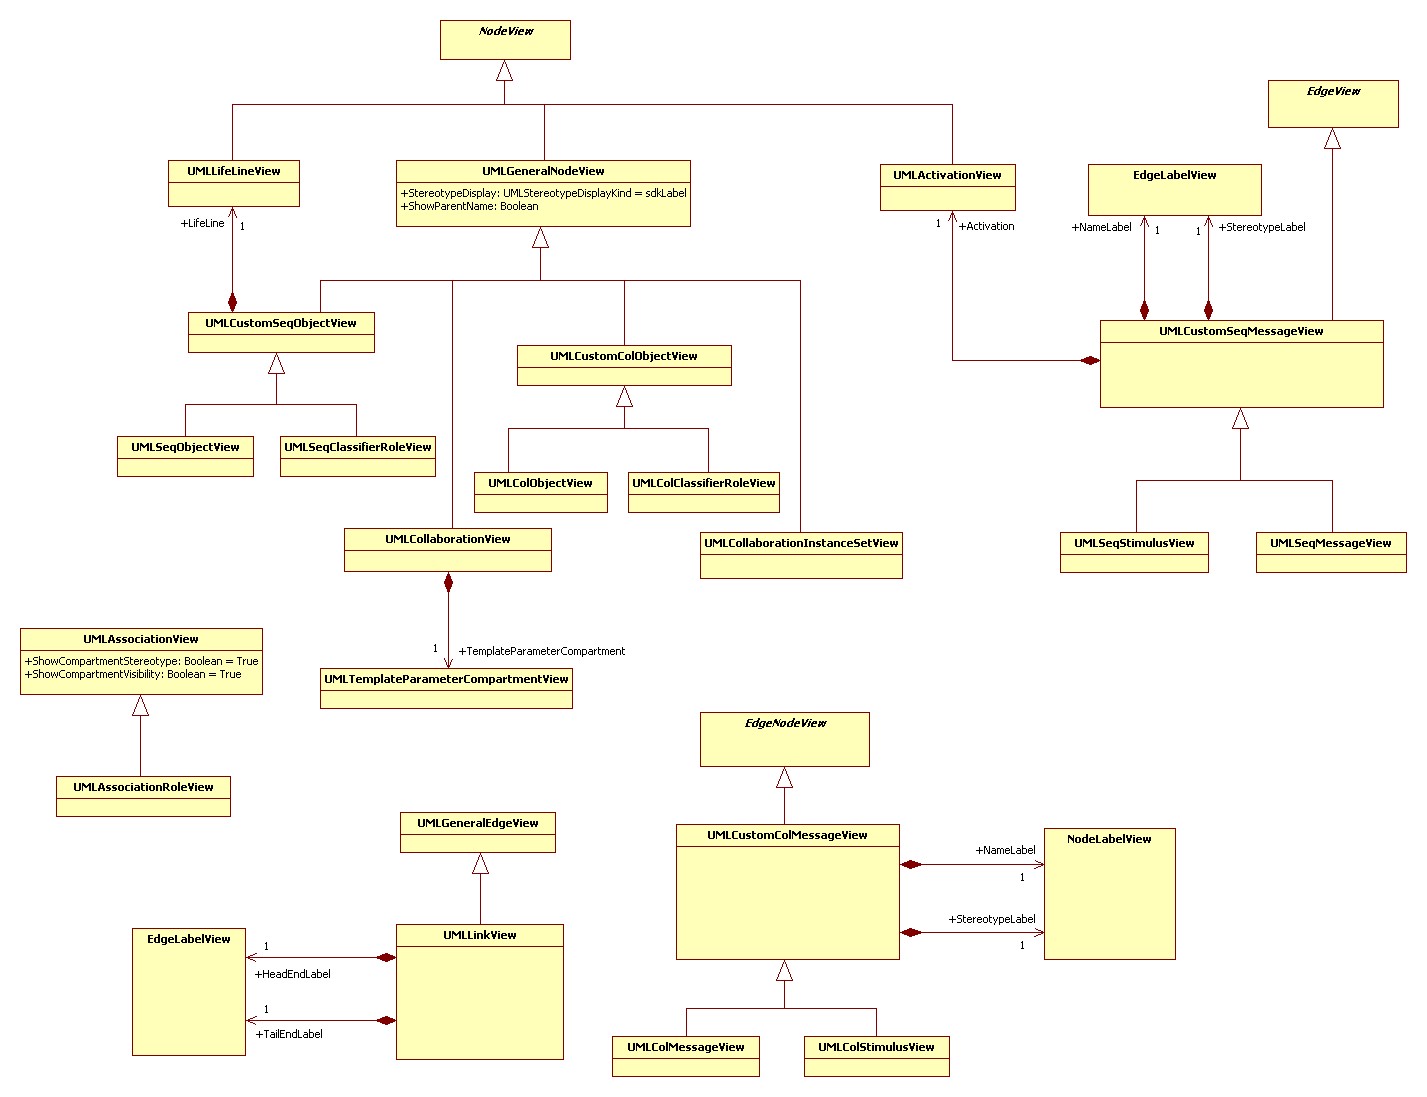 NodeView
EdgeView
UMLLifeLineView
UMLGeneralNodeView
+StereotypeDisplay: UMLStereotypeDisplayKind = sdkLabel
+ShowParentName: Boolean
UMLActivationView
EdgeLabelView
+LifeLine
1
1
+Activation
+NameLabel
1
1
+StereotypeLabel
UMLCustomSeqObjectView
UMLCustomSeqMessageView
UMLCustomColObjectView
UMLSeqObjectView
UMLSeqClassifierRoleView
UMLColObjectView
UMLColClassifierRoleView
UMLCollaborationView
UMLCollaborationInstanceSetView
UMLSeqStimulusView
UMLSeqMessageView
UMLAssociationView
+ShowCompartmentStereotype: Boolean = True
+ShowCompartmentVisibility: Boolean = True
1
+TemplateParameterCompartment
UMLTemplateParameterCompartmentView
EdgeNodeView
UMLAssociationRoleView
UMLGeneralEdgeView
UMLCustomColMessageView
+NameLabel
1
NodeLabelView
+StereotypeLabel
1
EdgeLabelView
1
+HeadEndLabel
1
+TailEndLabel
UMLLinkView
UMLColMessageView
UMLColStimulusView